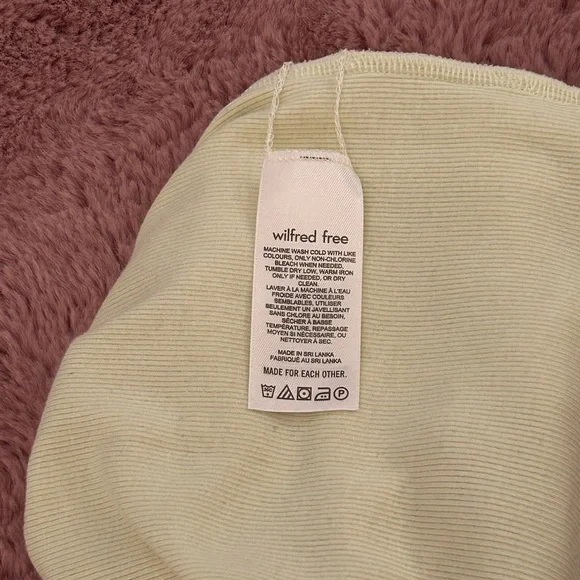 wilfred free
MACHINE WASH COLD WITH LIKE
COLOURS, ONLY NON-CHLORINE
BLEACH WHEN NEEDED,
TUMBLE DRY LOW, WARM IRON
ONLY IF NEEDED, OR DRY
CLEAN.
LAVER À LA MACHINE À L'EAU
FROIDE AVEC COULEURS
SEMBLABLES, UTILISER
SEULEMENT UN JAVELLISANT
SANS CHLORE AU BESOIN,
SÉCHER À BASSE
TEMPÉRATURE, REPASSAGE
MOYEN SI NÉCESSAIRE, OU
NETTOYER À SEC.
MADE IN SRI LANKA
FABRIQUÉ AU SRI LANKA
MADE FOR EACH OTHER.
P